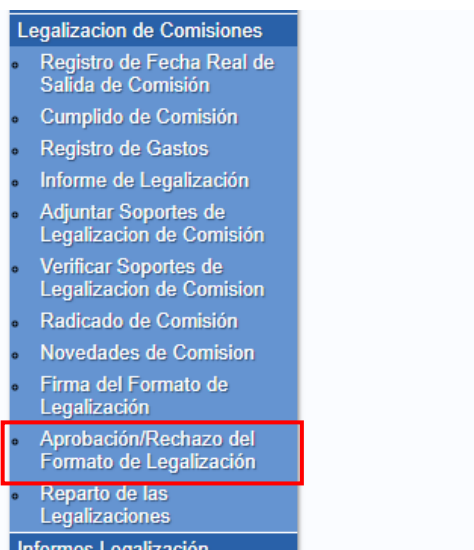 Legalizacion de Comisiones
Registro de Fecha Real de
Salida de Comisión
Cumplido de Comisión
Registro de Gastos
Informe de Legalización
Adjuntar Soportes de
Legalizacion de Comisión
Verificar Soportes de
Legalizacion de Comision
Radicado de Comisión
Novedades de Comision
Firma del Formato de
Legalización
Aprobación/Rechazo del
Formato de Legalización
Reparto de las
Legalizaciones
Informes Legalización